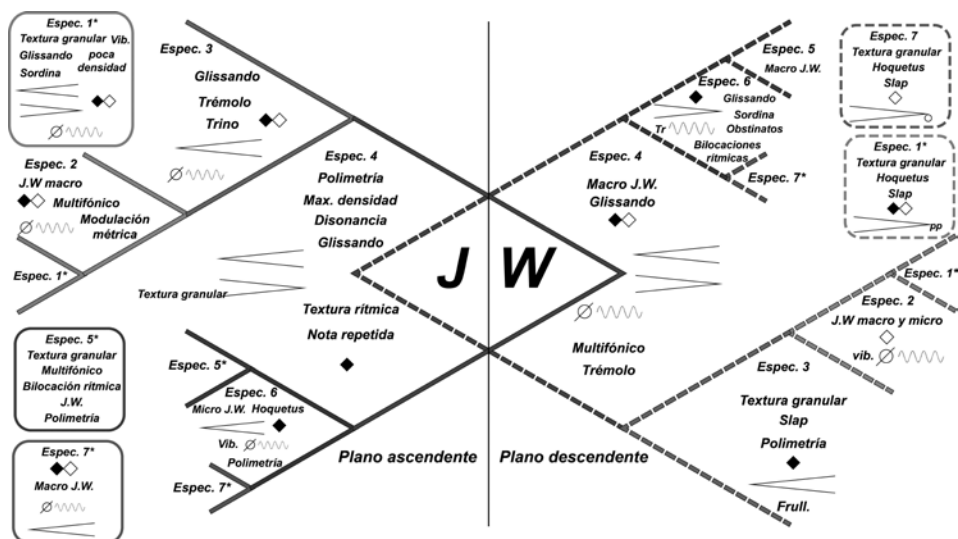 Espec. 1*
Textura granular Vib.
Glissando poca
Sordina densidad
Espec. 3
Glissando
Trémolo
Trino
Espec. 2
J.W macro
Multifónico
Modulación
métrica
Espec. 1*
Espec. 4
Polimetría
Max. densidad
Disonancia
Glissando
Textura granular
Textura rítmica
Nota repetida
Espec. 5*
Textura granular
Multifónico
Bilocación rítmica
J.W.
Polimetría
Espec. 7*
Macro J.W.
Espec. 5*
Espec. 6
Micro J.W. Hoquetus
Vib.
Polimetría
Espec. 7*
Plano ascendente
J W
Plano descendente
Espec. 5
Macro J.W.
Espec. 6
Glissando
Sordina
Tr Obstinatos
Bilocaciones
rítmicas
Espec. 7*
Espec. 4
Macro J.W.
Glissando
Multifónico
Trémolo
Espec. 7
Textura granular
Hoquetus
Slap
Espec. 1*
Textura granular
Hoquetus
Slap
pp
Espec. 1*
Espec. 2
J.W macro y micro
vib.
Espec. 3
Textura granular
Slap
Polimetría
Frull.